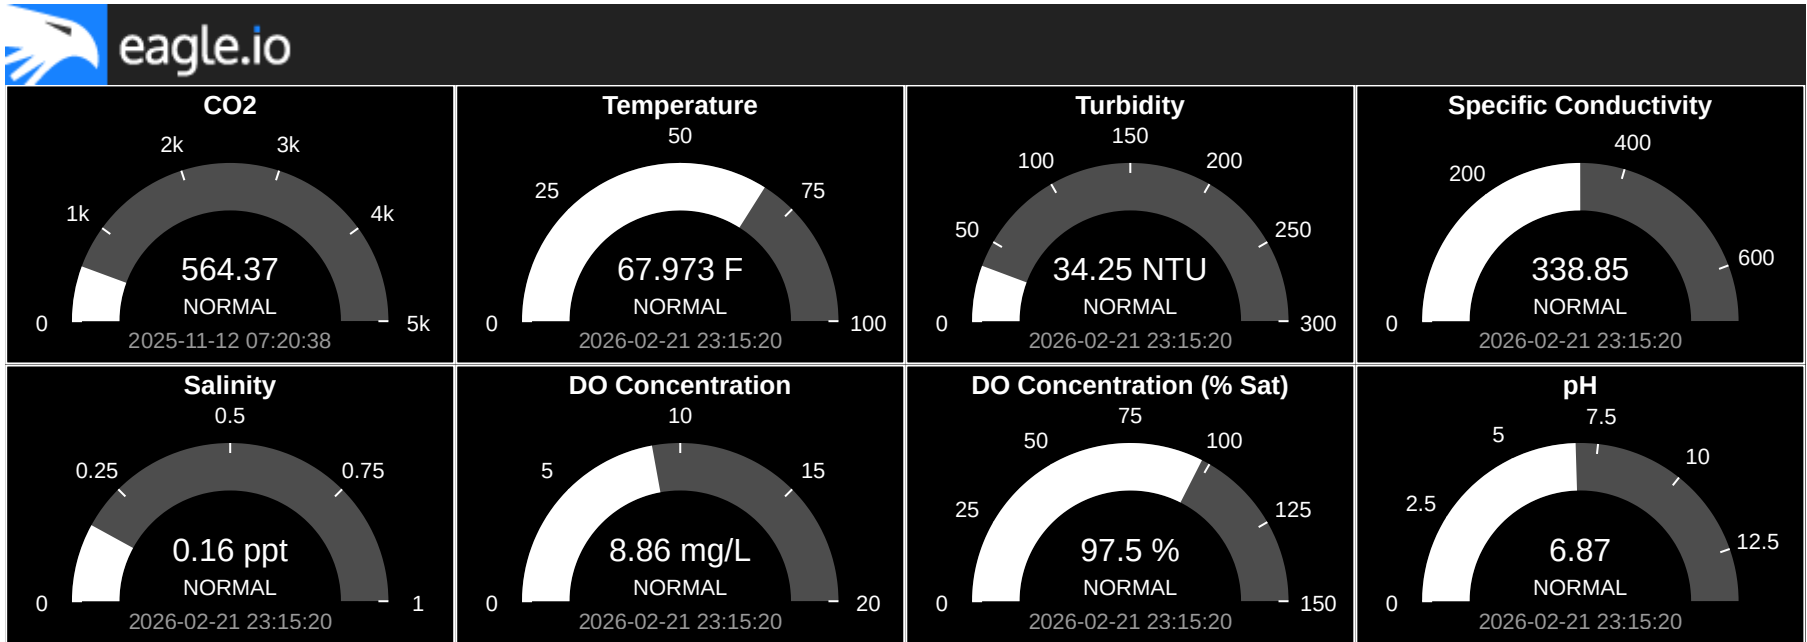 eagle.io
CO2
0
1k
2k
3k
4k
5k
564.37
NORMAL
2025-11-12 07:20:38
Temperature
0
25
50
75
100
67.973 F
NORMAL
2026-02-21 23:15:20
Turbidity
0
50
100
150
200
250
300
34.25 NTU
NORMAL
2026-02-21 23:15:20
Specific Conductivity
0
200
400
600
338.85
NORMAL
2026-02-21 23:15:20
Salinity
0
0.25
0.5
0.75
1
0.16 ppt
NORMAL
2026-02-21 23:15:20
DO Concentration
0
5
10
15
20
8.86 mg/L
NORMAL
2026-02-21 23:15:20
DO Concentration (% Sat)
0
25
50
75
100
125
150
97.5 %
NORMAL
2026-02-21 23:15:20
pH
0
2.5
5
7.5
10
12.5
6.87
NORMAL
2026-02-21 23:15:20